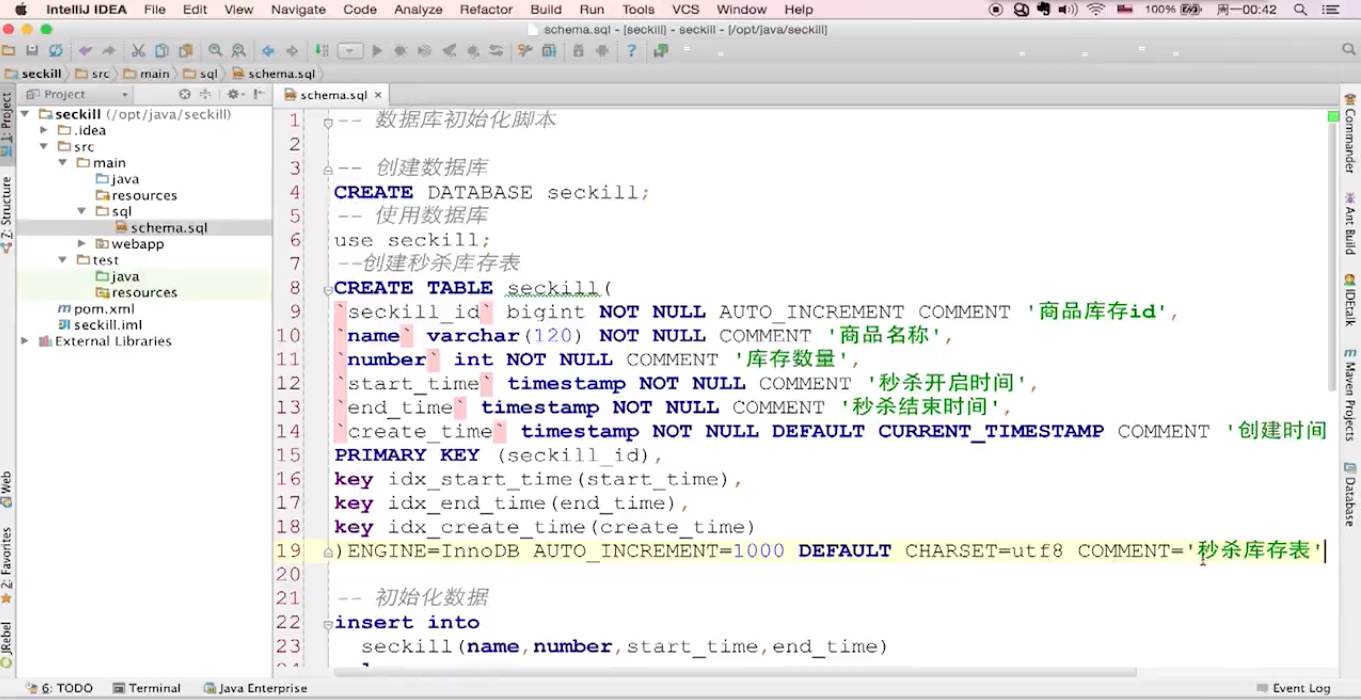 IntelliJ IDEA File Edit View Navigate Code Analyze Refactor Build Run Tools VCS Window Help 100% 周一00:42
schema.sql - [seckill] - seckill - [/opt/java/seckill]
seckill src main sql schema.sql
Project
schema.sql ×
1: Project
7: Structure
Web
2: Favorites
JRebel
seckill (/opt/java/seckill)
.idea
src
main
java
resources
sql
schema.sql
webapp
test
java
resources
pom.xml
seckill.iml
External Libraries
1 -- 数据库初始化脚本
2
3 -- 创建数据库
4 CREATE DATABASE seckill;
5 -- 使用数据库
6 use seckill;
7 --创建秒杀库存表
8 CREATE TABLE seckill(
9 `seckill_id` bigint NOT NULL AUTO_INCREMENT COMMENT '商品库存id',
10 `name` varchar(120) NOT NULL COMMENT '商品名称',
11 `number` int NOT NULL COMMENT '库存数量',
12 `start_time` timestamp NOT NULL COMMENT '秒杀开启时间',
13 `end_time` timestamp NOT NULL COMMENT '秒杀结束时间',
14 `create_time` timestamp NOT NULL DEFAULT CURRENT_TIMESTAMP COMMENT '创建时间
15 PRIMARY KEY (seckill_id),
16 key idx_start_time(start_time),
17 key idx_end_time(end_time),
18 key idx_create_time(create_time)
19 )ENGINE=InnoDB AUTO_INCREMENT=1000 DEFAULT CHARSET=utf8 COMMENT='秒杀库存表'
20
21 -- 初始化数据
22 insert into
23 seckill(name,number,start_time,end_time)
Commander
Ant Build
IDEtalk
Maven Projects
Database
6: TODO Terminal Java Enterprise Event Log